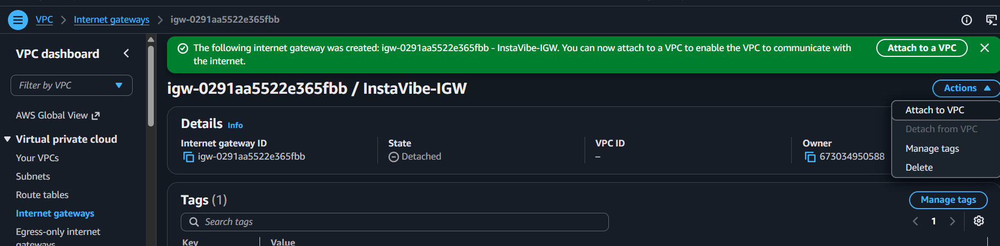 VPC > Internet gateways > igw-0291aa5522e365fbb
VPC dashboard
Filter by VPC
AWS Global View
Virtual private cloud
Your VPCs
Subnets
Route tables
Internet gateways
Egress-only internet
gateways
The following internet gateway was created: igw-0291aa5522e365fbb - InstaVibe-IGW. You can now attach to a VPC to enable the VPC to communicate with
the internet.
Attach to a VPC
igw-0291aa5522e365fbb / InstaVibe-IGW
Actions
Attach to VPC
Detach from VPC
Manage tags
Delete
Details Info
Internet gateway ID
igw-0291aa5522e365fbb
State
Detached
VPC ID
–
Owner
673034950588
Tags (1)
Manage tags
Search tags
1
Key
Value